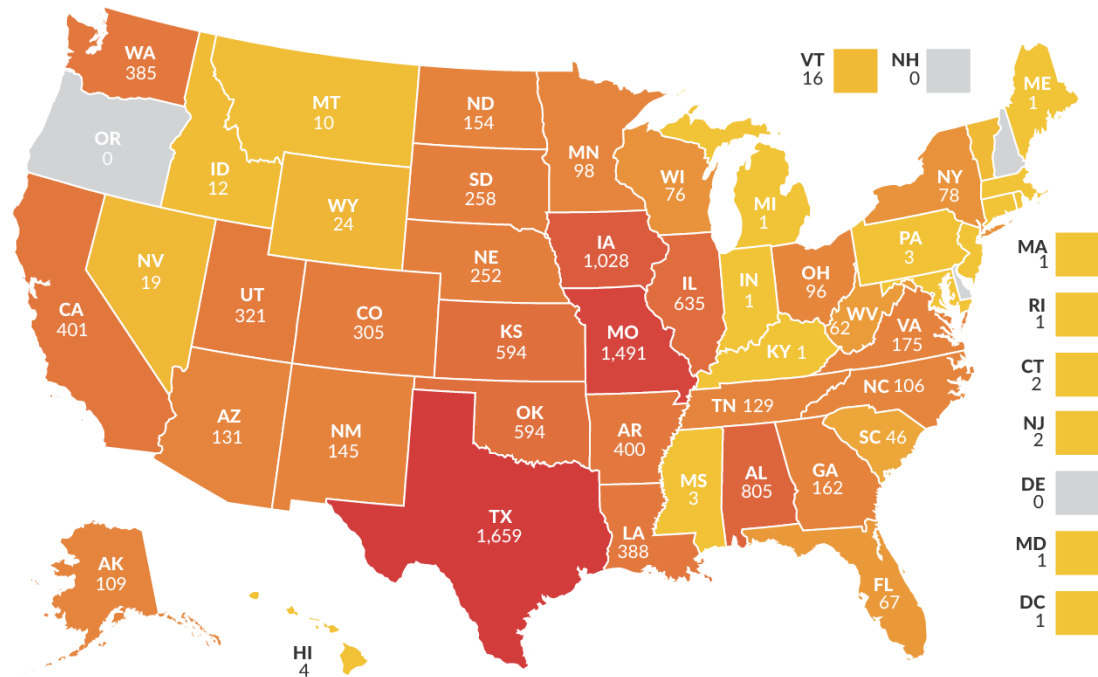 WA
385
VT
16
NH
0
ME
1
MT
10
ND
154
OR
0
MN
98
ID
12
SD
258
WI
76
NY
78
WY
24
MI
1
NE
252
IA
1,028
PA
3
MA
1
NV
19
UT
321
CO
305
IL
635
IN
1
OH
96
WV
62
VA
175
RI
1
CA
401
KS
594
MO
1,491
KY 1
CT
2
NC 106
AZ
131
NM
145
OK
594
AR
400
TN 129
SC 46
NJ
2
MS
3
AL
805
GA
162
DE
0
TX
1,659
LA
388
MD
1
AK
109
FL
67
DC
1
HI
4